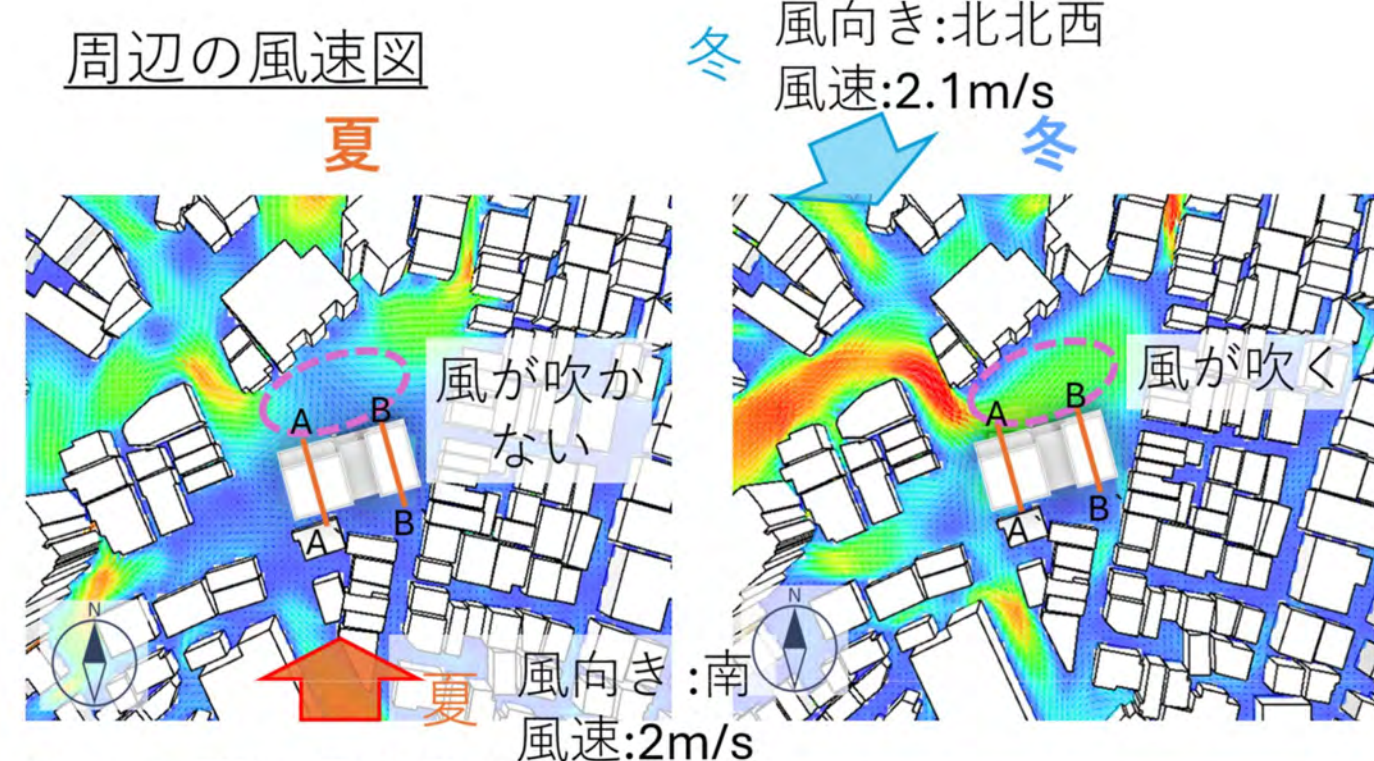 周辺の風速図
冬
風向き:北北西
風速:2.1m/s
夏
冬
風が吹か
ない
A
B
A`
B`
N
夏
風向き:南
風速:2m/s
風が吹く
A
B
A`
B`
N